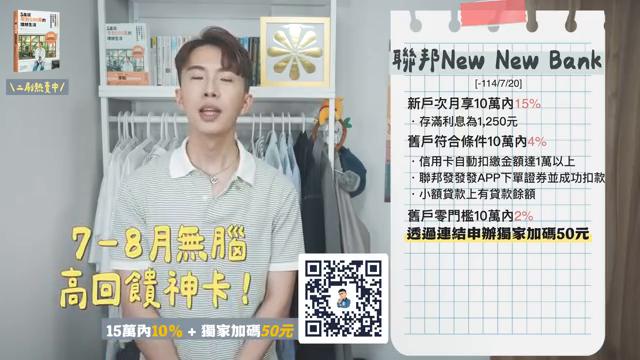 二刷熱賣中
聯邦New New Bank
[-114/7/20]
新戶次月享10萬內15%
·存滿利息為1,250元
舊戶符合條件10萬內4%
·信用卡自動扣繳金額達1萬以上
·聯邦發發發APP下單證券並成功扣款
·小額貸款上有貸款餘額
舊戶零門檻10萬內2%
透過連结申辦獨家加碼50元
7-8月無腦
高回饋神卡!
15萬內10% + 獨家加碼50元